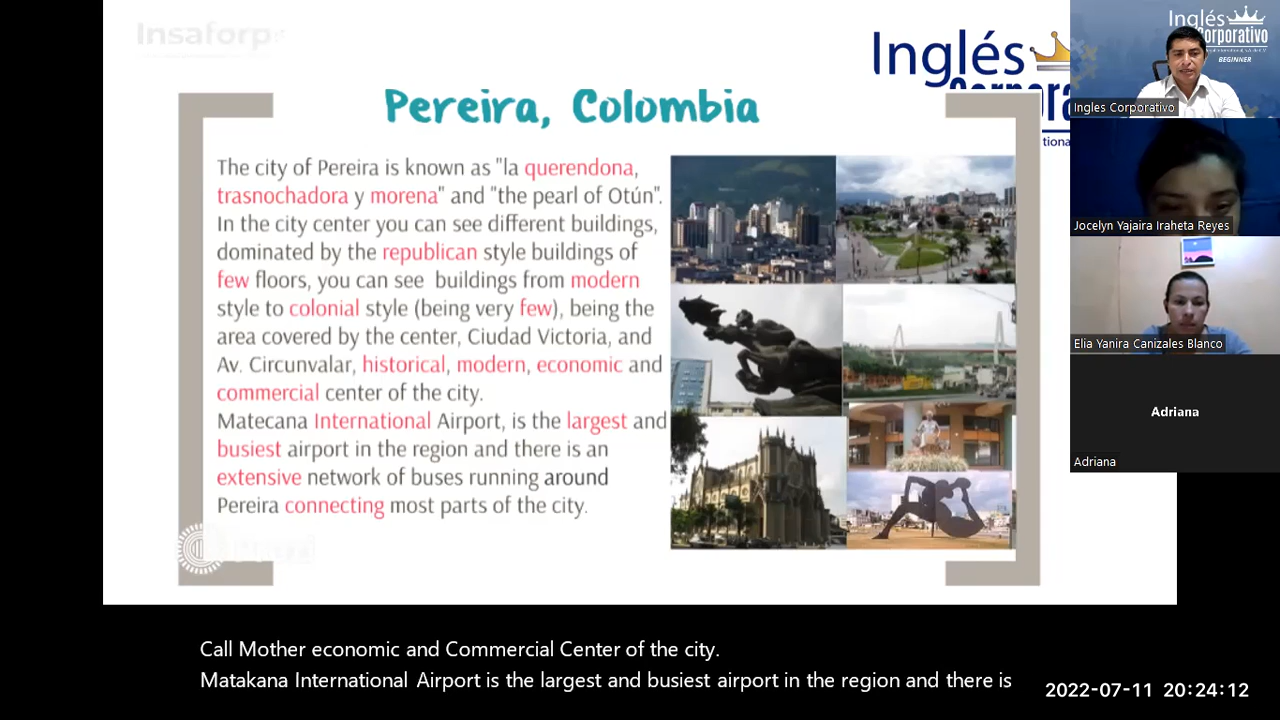 Insaforp
Inglés
Corporativo
Pereira, Colombia
The city of Pereira is known as "la querendona,
trasnochadora y morena" and "the pearl of Otún".
In the city center you can see different buildings,
dominated by the republican style buildings of
few floors, you can see buildings from modern
style to colonial style (being very few), being the
area covered by the center, Ciudad Victoria, and
Av. Circunvalar, historical, modern, economic and
commercial center of the city.
Matecana International Airport, is the largest and
busiest airport in the region and there is an
extensive network of buses running around
Pereira connecting most parts of the city.
Inglés
Corporativo
BEGINNER
Ingles Corporativo
Jocelyn Yajaira Iraheta Reyes
Elia Yanira Canizales Blanco
Adriana
Adriana
Call Mother economic and Commercial Center of the city.
Matakana International Airport is the largest and busiest airport in the region and there is
2022-07-11 20:24:12